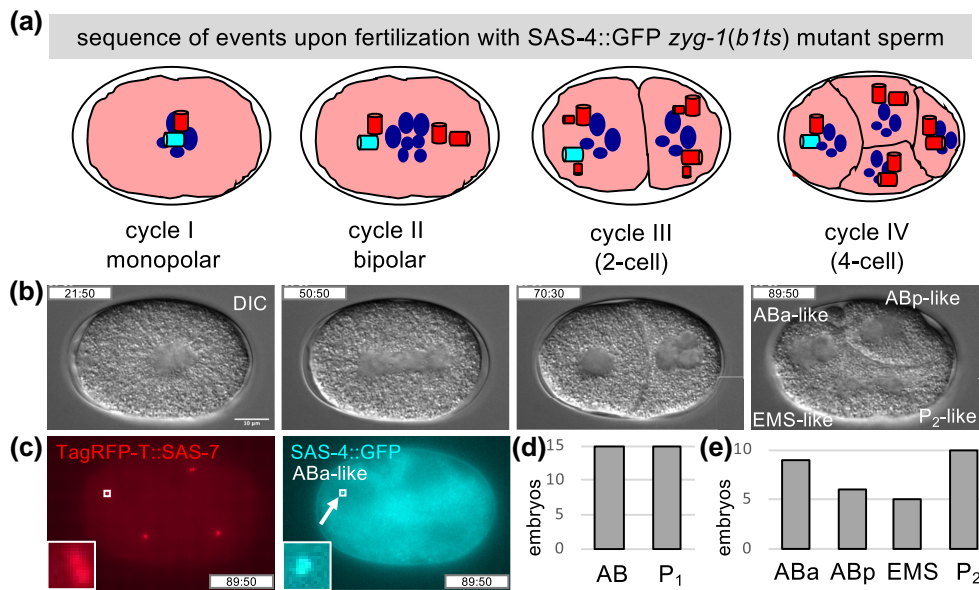 (a)
sequence of events upon fertilization with SAS-4::GFP zyg-1(b1ts) mutant sperm
cycle I
monopolar
cycle II
bipolar
cycle III
(2-cell)
cycle IV
(4-cell)
(b)
21:50
DIC
10 µm
50:50
70:30
89:50
ABp-like
ABa-like
EMS-like
P2-like
(c)
TagRFP-T::SAS-7
89:50
SAS-4::GFP
ABa-like
89:50
(d)
embryos
15
10
5
0
AB
P1
(e)
embryos
10
5
0
ABa
ABp
EMS
P2